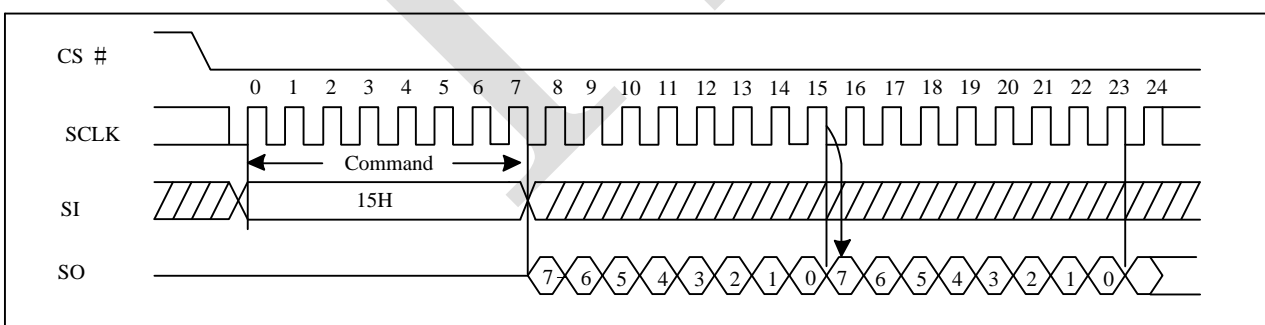 CS #
0 1 2 3 4 5 6 7 8 9 10 11 12 13 14 15 16 17 18 19 20 21 22 23 24
SCLK
Command
SI
15H
SO
7 6 5 4 3 2 1 0 7 6 5 4 3 2 1 0